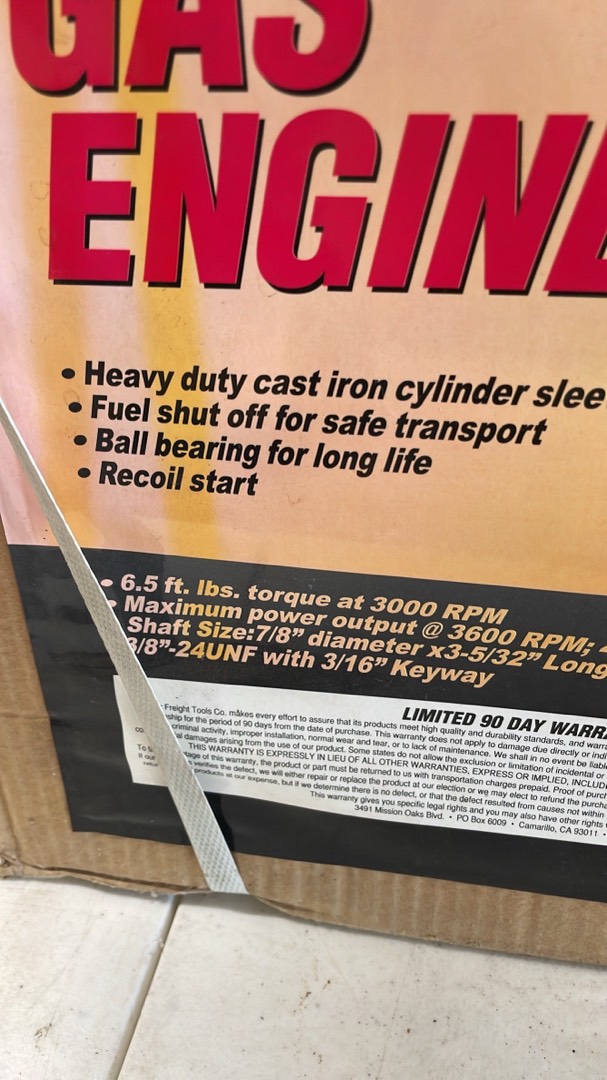 GAS
ENGINE
• Heavy duty cast iron cylinder slee
• Fuel shut off for safe transport
• Ball bearing for long life
• Recoil start
• 6.5 ft. lbs. torque at 3000 RPM
• Maximum power output @ 3600 RPM; 4
Shaft Size:7/8” diameter x3-5/32” Long
3/8”-24UNF with 3/16” Keyway
LIMITED 90 DAY WARRA
Freight Tools Co. makes every effort to assure that its products meet high quality and durability standards, and warra
ship for the period of 90 days from the date of purchase. This warranty does not apply to damage due directly or indi
criminal activity, improper installation, normal wear and tear, or to lack of maintenance. We shall in no event be liable
al damages arising from the use of our product. Some states do not allow the exclusion or limitation of incidental or
THIS WARRANTY IS EXPRESSLY IN LIEU OF ALL OTHER WARRANTIES, EXPRESS OR IMPLIED, INCLUDI
tage of this warranty, the product or part must be returned to us with transportation charges prepaid. Proof of purch
verifies the defect, we will either repair or replace the product at our election or we may elect to refund the purcha
products at our expense, but if we determine there is no defect, or that the defect resulted from causes not within
This warranty gives you specific legal rights and you may also have other rights
3491 Mission Oaks Blvd. • PO Box 6009 • Camarillo, CA 93011 •